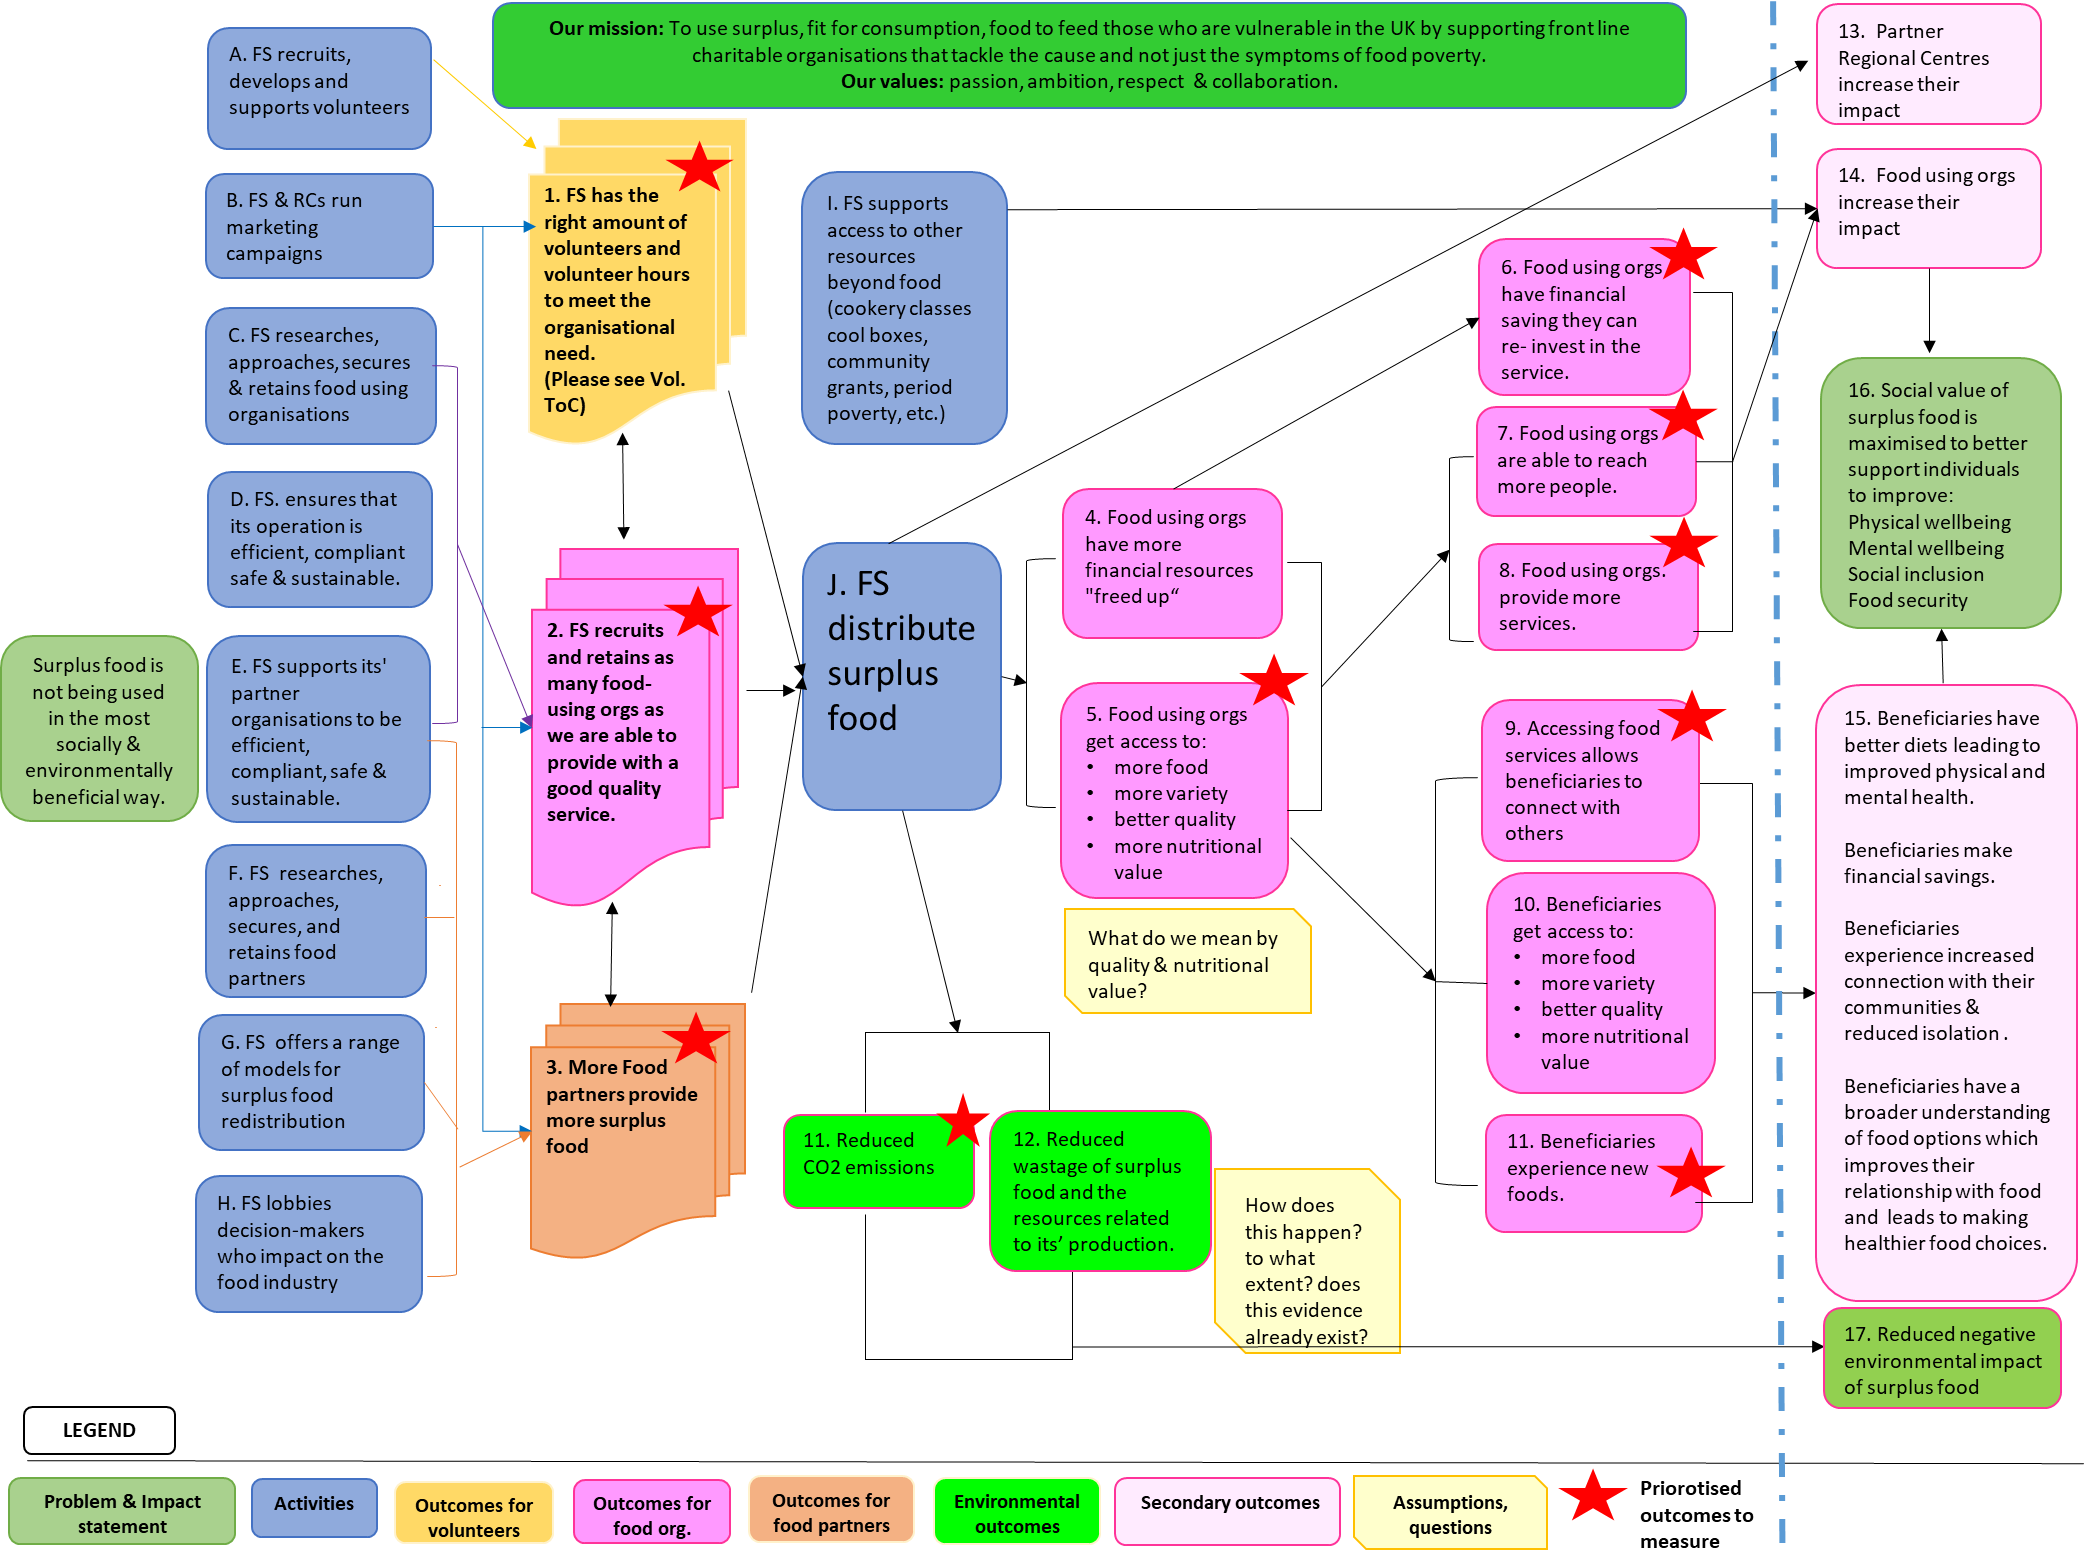 Our mission: To use surplus, fit for consumption, food to feed those who are vulnerable in the UK by supporting front line
charitable organisations that tackle the cause and not just the symptoms of food poverty.
Our values: passion, ambition, respect & collaboration.
Surplus food is
not being used
in the most
socially &
environmentally
beneficial way.
A. FS recruits,
develops and
supports volunteers
B. FS & RCs run
marketing
campaigns
C. FS researches,
approaches, secures
& retains food using
organisations
D. FS. ensures that
its operation is
efficient, compliant
safe & sustainable.
E. FS supports its'
partner
organisations to be
efficient,
compliant, safe &
sustainable.
F. FS researches,
approaches,
secures, and
retains food
partners
G. FS offers a range
of models for
surplus food
redistribution
H. FS lobbies
decision-makers
who impact on the
food industry
1. FS has the
right amount of
volunteers and
volunteer hours
to meet the
organisational
need.
(Please see Vol.
ToC)
2. FS recruits
and retains as
many food-
using orgs as
we are able to
provide with a
good quality
service.
3. More Food
partners provide
more surplus
food
I. FS supports
access to other
resources
beyond food
(cookery classes
cool boxes,
community
grants, period
poverty, etc.)
J. FS
distribute
surplus
food
4. Food using orgs
have more
financial resources
"freed up“
5. Food using orgs
get access to:
• more food
• more variety
• better quality
• more nutritional
value
What do we mean by
quality & nutritional
value?
11. Reduced
CO2 emissions
12. Reduced
wastage of surplus
food and the
resources related
to its’ production.
How does
this happen?
to what
extent? does
this evidence
already exist?
6. Food using orgs
have financial
saving they can
re- invest in the
service.
7. Food using orgs
are able to reach
more people.
8. Food using orgs.
provide more
services.
9. Accessing food
services allows
beneficiaries to
connect with
others
10. Beneficiaries
get access to:
• more food
• more variety
• better quality
• more nutritional
value
11. Beneficiaries
experience new
foods.
13. Partner
Regional Centres
increase their
impact
14. Food using orgs
increase their
impact
16. Social value of
surplus food is
maximised to better
support individuals
to improve:
Physical wellbeing
Mental wellbeing
Social inclusion
Food security
15. Beneficiaries have
better diets leading to
improved physical and
mental health.
Beneficiaries make
financial savings.
Beneficiaries
experience increased
connection with their
communities &
reduced isolation .
Beneficiaries have a
broader understanding
of food options which
improves their
relationship with food
and leads to making
healthier food choices.
17. Reduced negative
environmental impact
of surplus food
LEGEND
Problem & Impact
statement
Activities
Outcomes for
volunteers
Outcomes for
food org.
Outcomes for
food partners
Environmental
outcomes
Secondary outcomes
Assumptions,
questions
Priorotised
outcomes to
measure